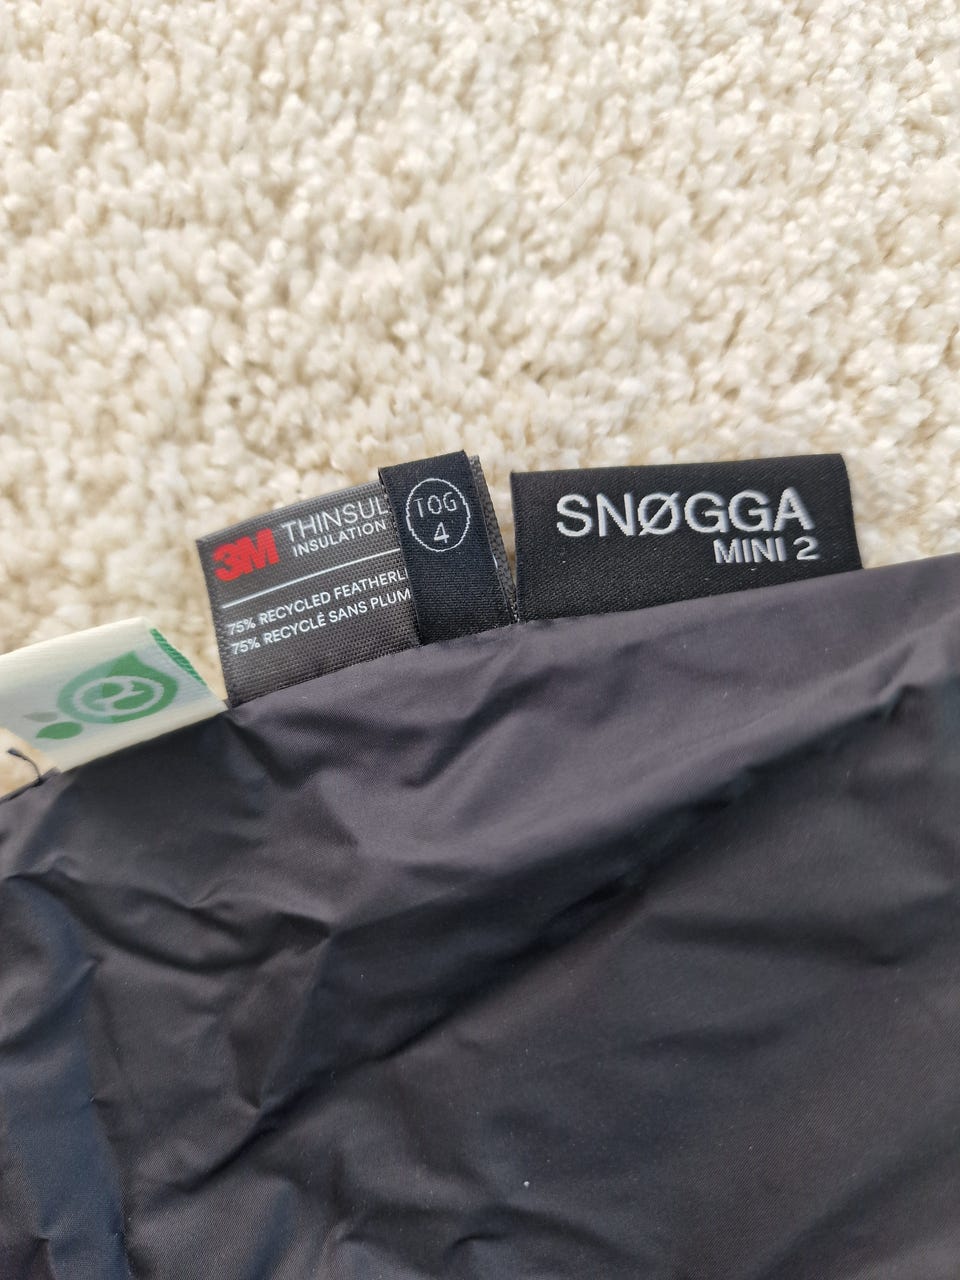 3M THINSUL
INSULATION
75% RECYCLED FEATHERL
75% RECYCLÉ SANS PLUM
TOG
4
SNØGGA
MINI 2